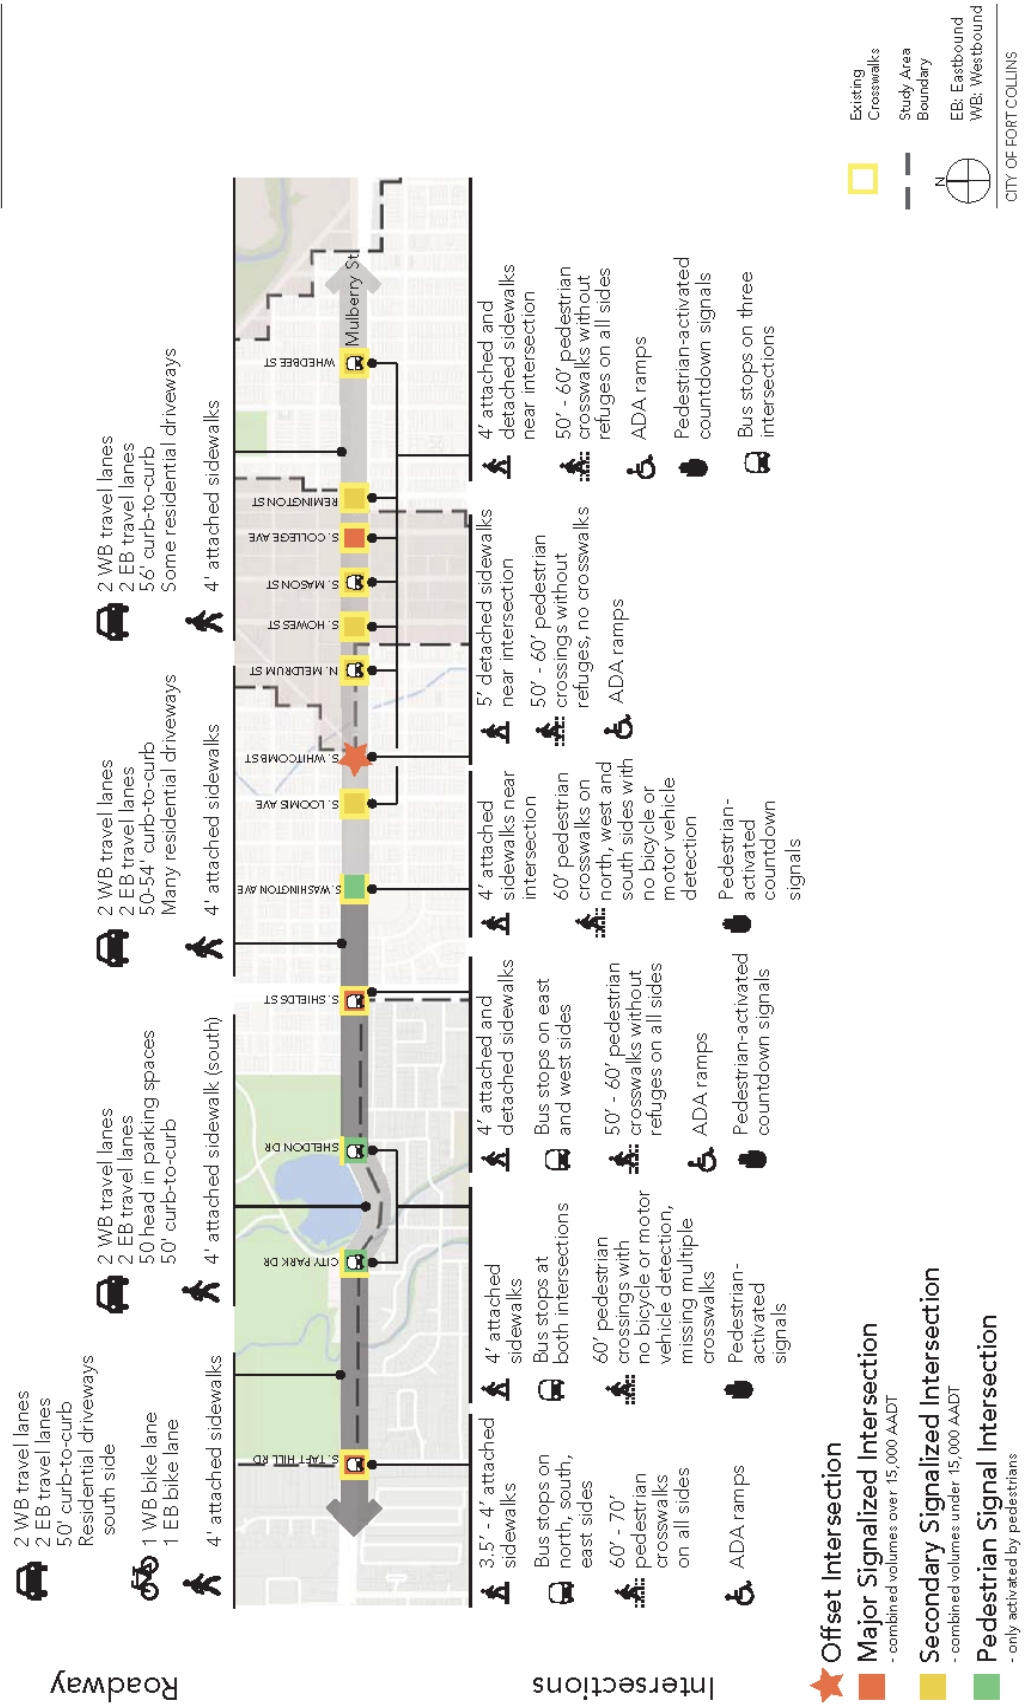 Roadway
2 WB travel lanes
2 EB travel lanes
50' curb-to-curb
Residential driveways
south side
1 WB bike lane
1 EB bike lane
4' attached sidewalks
2 WB travel lanes
2 EB travel lanes
50 head in parking spaces
50' curb-to-curb
4' attached sidewalk (south)
2 WB travel lanes
2 EB travel lanes
50-54' curb-to-curb
Many residential driveways
4' attached sidewalks
2 WB travel lanes
2 EB travel lanes
56' curb-to-curb
Some residential driveways
4' attached sidewalks
S. TAFT HILL RD
CITY PARK DR
SHELDON DR
S. SHIELDS ST
S. WASHINGTON AVE
S. LOOMIS AVE
S. WHITCOMB ST
N. MELDRUM ST
S. HOWES ST
S. MASON ST
S. COLLEGE AVE
REMINGTON ST
WHEDBEE ST
Mulberry St
Intersections
3.5' - 4' attached
sidewalks
Bus stops on
north, south,
east sides
60' - 70'
pedestrian
crosswalks
on all sides
ADA ramps
4' attached
sidewalks
Bus stops at
both intersections
60' pedestrian
crossings with
no bicycle or motor
vehicle detection,
missing multiple
crosswalks
Pedestrian-
activated
signals
4' attached and
detached sidewalks
Bus stops on east
and west sides
50' - 60' pedestrian
crosswalks without
refuges on all sides
ADA ramps
Pedestrian-activated
countdown signals
4' attached
sidewalks near
intersection
60' pedestrian
crosswalks on
north, west and
south sides with
no bicycle or
motor vehicle
detection
Pedestrian-
activated
countdown
signals
5' detached sidewalks
near intersection
50' - 60' pedestrian
crossings without
refuges, no crosswalks
ADA ramps
4' attached and
detached sidewalks
near intersection
50' - 60' pedestrian
crosswalks without
refuges on all sides
ADA ramps
Pedestrian-activated
countdown signals
Bus stops on three
intersections
Offset Intersection
Major Signalized Intersection
- combined volumes over 15,000 AADT
Secondary Signalized Intersection
- combined volumes under 15,000 AADT
Pedestrian Signal Intersection
- only activated by pedestrians
Existing
Crosswalks
Study Area
Boundary
N
EB: Eastbound
WB: Westbound
CITY OF FORT COLLINS